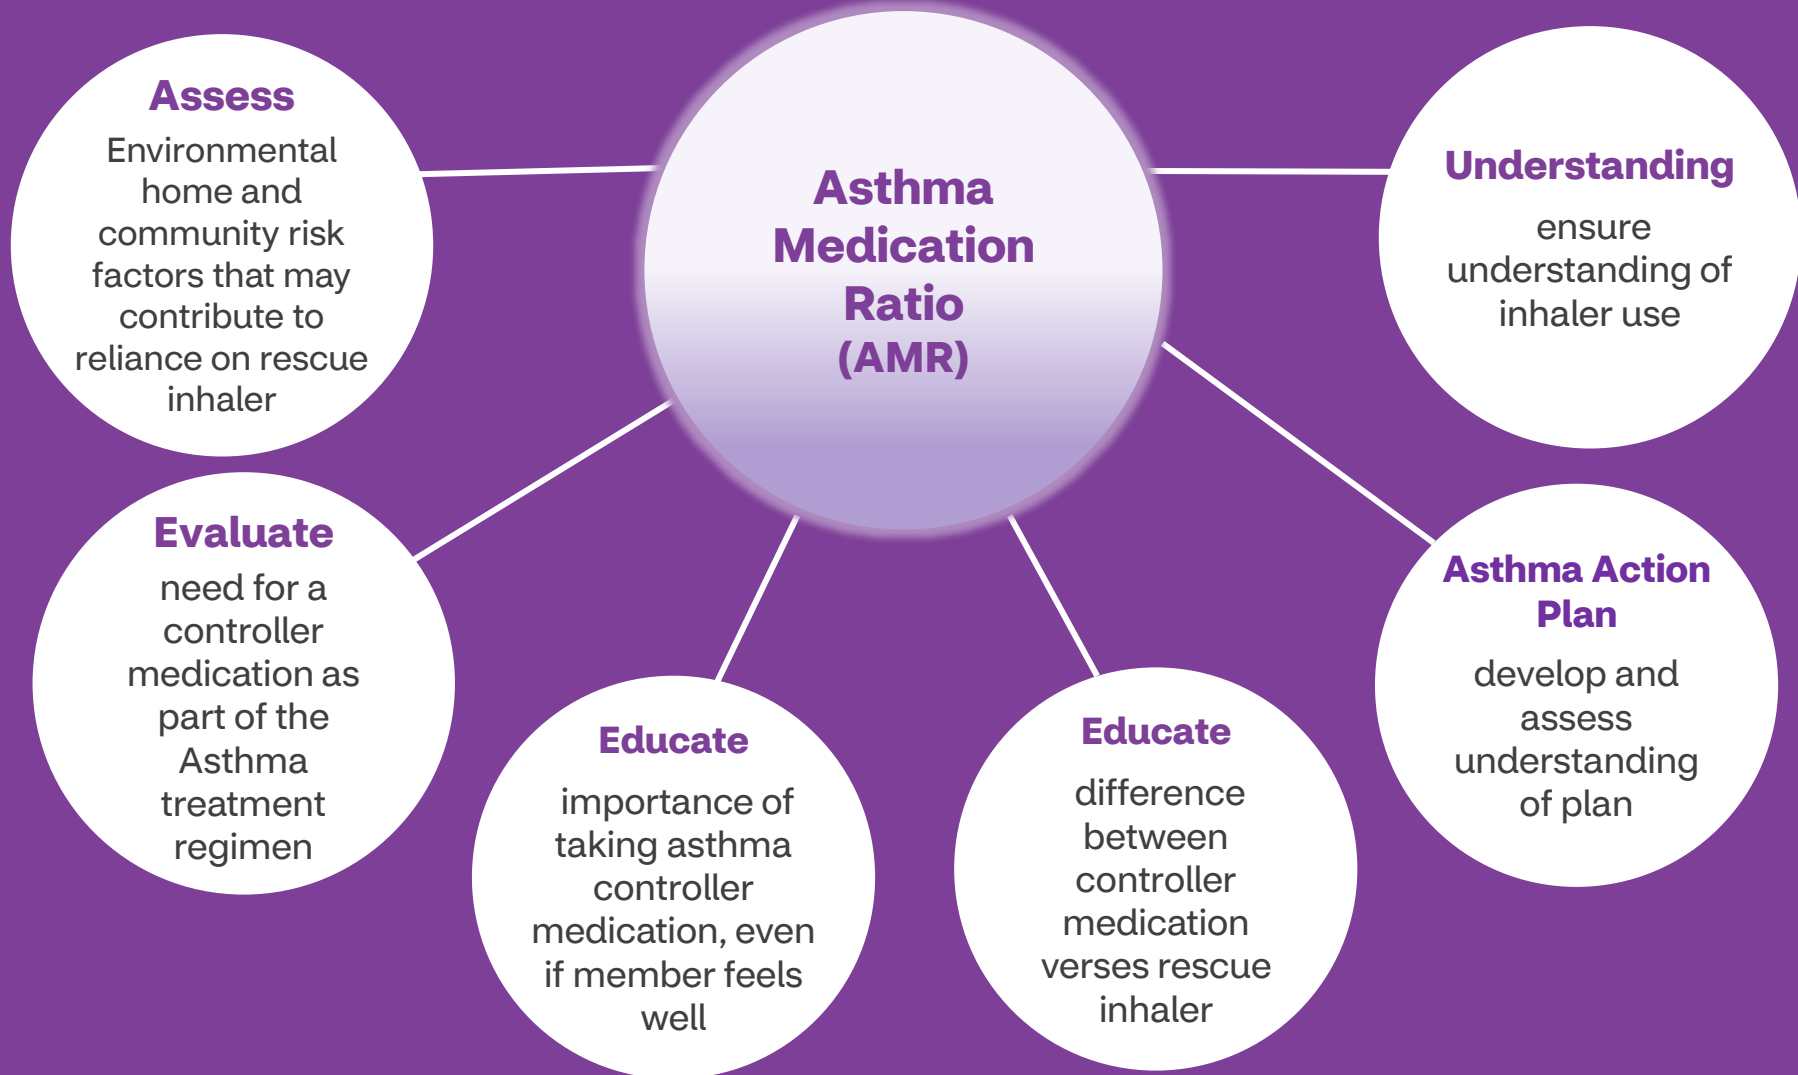 Asthma
Medication
Ratio
(AMR)
Assess
Environmental
home and
community risk
factors that may
contribute to
reliance on rescue
inhaler
Evaluate
need for a
controller
medication as
part of the
Asthma
treatment
regimen
Educate
importance of
taking asthma
controller
medication, even
if member feels
well
Educate
difference
between
controller
medication
verses rescue
inhaler
Asthma Action
Plan
develop and
assess
understanding
of plan
Understanding
ensure
understanding of
inhaler use